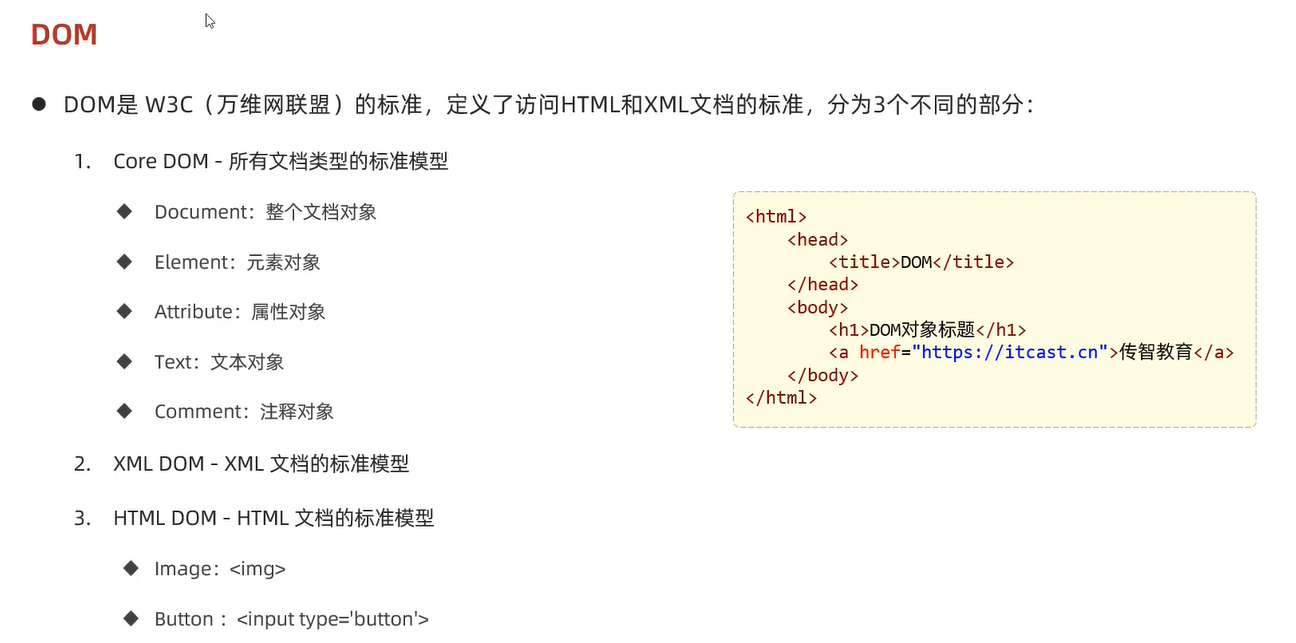 DOM
● DOM是 W3C（万维网联盟）的标准，定义了访问HTML和XML文档的标准，分为3个不同的部分：
1. Core DOM - 所有文档类型的标准模型
◆ Document：整个文档对象
◆ Element：元素对象
◆ Attribute：属性对象
◆ Text：文本对象
◆ Comment：注释对象
2. XML DOM - XML 文档的标准模型
3. HTML DOM - HTML 文档的标准模型
◆ Image：<img>
◆ Button ：<input type='button'>
<html>
<head>
<title>DOM</title>
</head>
<body>
<h1>DOM对象标题</h1>
<a href="https://itcast.cn">传智教育</a>
</body>
</html>